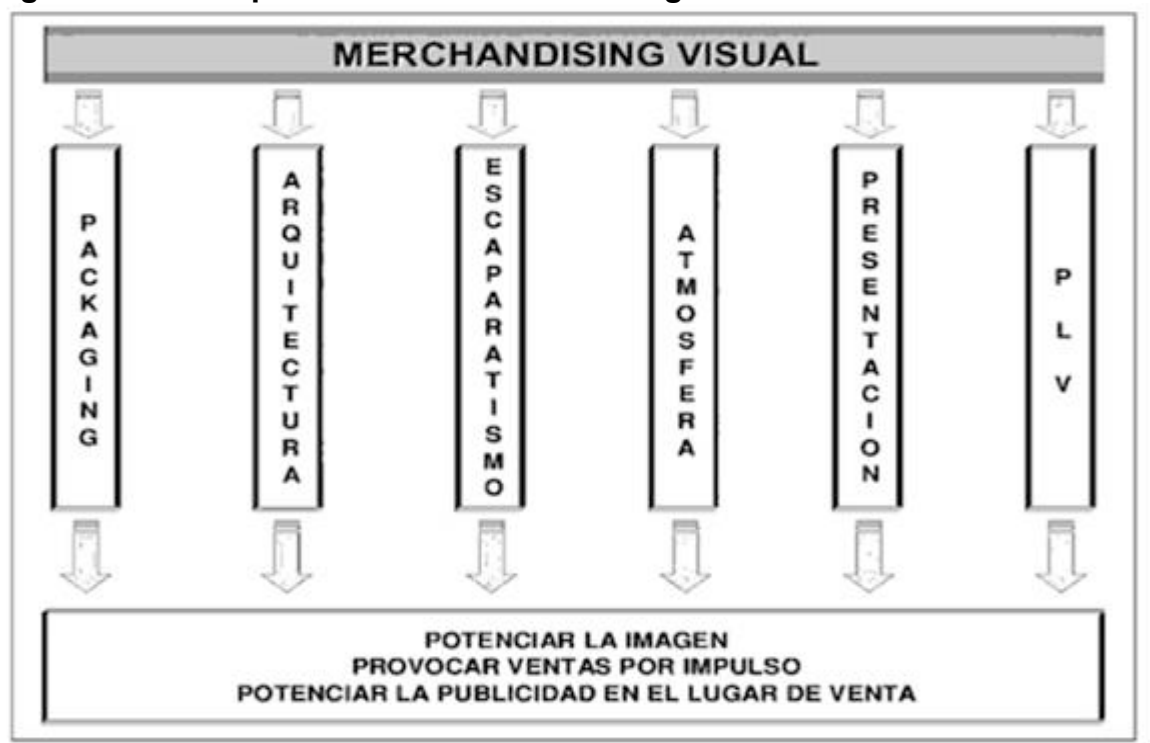 MERCHANDISING VISUAL
PACKAGING
ARQUITECTURA
ESCAPARATISMO
ATMOSFERA
PRESENTACION
PLV
POTENCIAR LA IMAGEN
PROVOCAR VENTAS POR IMPULSO
POTENCIAR LA PUBLICIDAD EN EL LUGAR DE VENTA